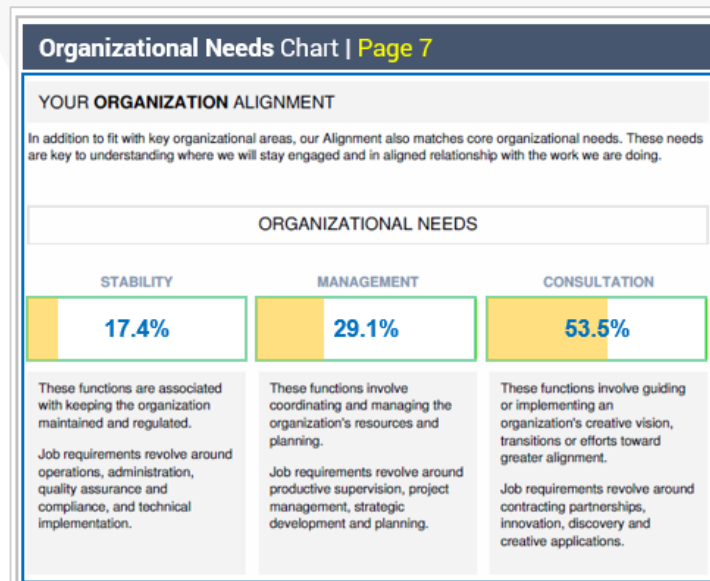 Organizational Needs Chart | Page 7
YOUR ORGANIZATION ALIGNMENT
In addition to fit with key organizational areas, our Alignment also matches core organizational needs. These needs
are key to understanding where we will stay engaged and in aligned relationship with the work we are doing.
ORGANIZATIONAL NEEDS
STABILITY
17.4%
These functions are associated
with keeping the organization
maintained and regulated.
Job requirements revolve around
operations, administration,
quality assurance and
compliance, and technical
implementation.
MANAGEMENT
29.1%
These functions involve
coordinating and managing the
organization's resources and
planning.
Job requirements revolve around
productive supervision, project
management, strategic
development and planning.
CONSULTATION
53.5%
These functions involve guiding
or implementing an
organization's creative vision,
transitions or efforts toward
greater alignment.
Job requirements revolve around
contracting partnerships,
innovation, discovery and
creative applications.